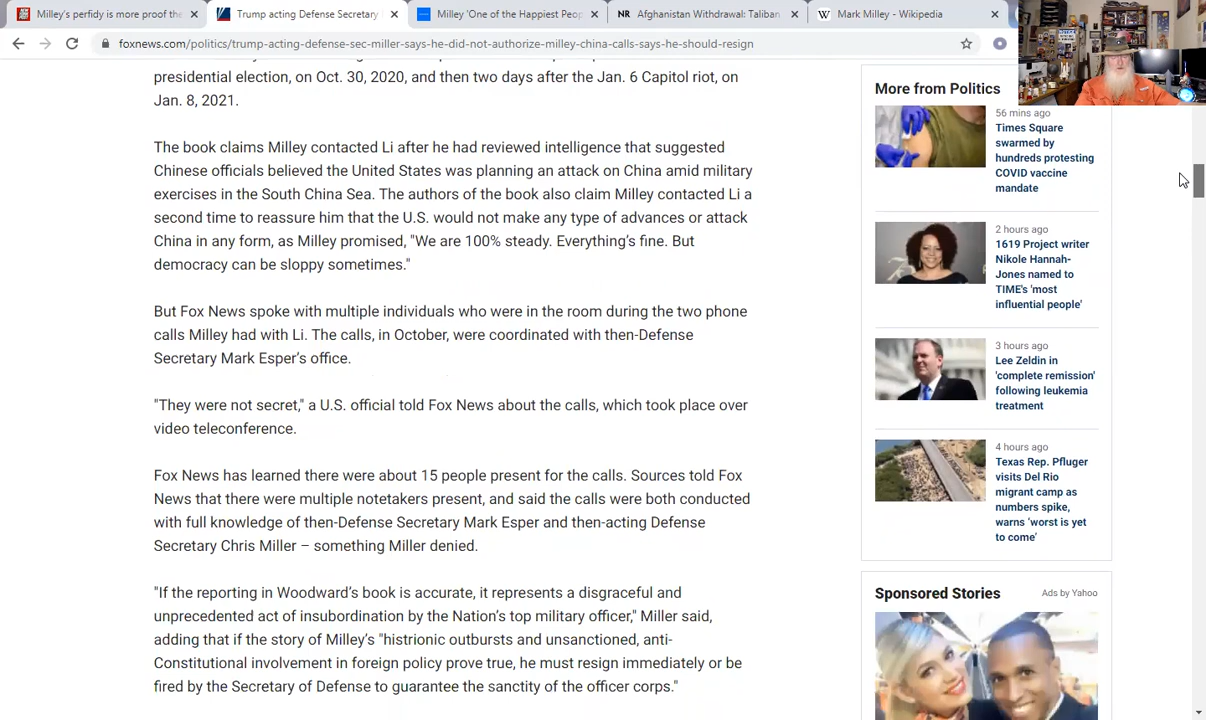 Milley's perfidy is more proof the
Trump acting Defense Secretary
Milley 'One of the Happiest Peop
NR
Afghanistan Withdrawal: Taliban
W
Mark Milley - Wikipedia
foxnews.com/politics/trump-acting-defense-sec-miller-says-he-did-not-authorize-milley-china-calls-says-he-should-resign
presidential election, on Oct. 30, 2020, and then two days after the Jan. 6 Capitol riot, on
Jan. 8, 2021.
The book claims Milley contacted Li after he had reviewed intelligence that suggested
Chinese officials believed the United States was planning an attack on China amid military
exercises in the South China Sea. The authors of the book also claim Milley contacted Li a
second time to reassure him that the U.S. would not make any type of advances or attack
China in any form, as Milley promised, "We are 100% steady. Everything's fine. But
democracy can be sloppy sometimes."
But Fox News spoke with multiple individuals who were in the room during the two phone
calls Milley had with Li. The calls, in October, were coordinated with then-Defense
Secretary Mark Esper's office.
"They were not secret," a U.S. official told Fox News about the calls, which took place over
video teleconference.
Fox News has learned there were about 15 people present for the calls. Sources told Fox
News that there were multiple notetakers present, and said the calls were both conducted
with full knowledge of then-Defense Secretary Mark Esper and then-acting Defense
Secretary Chris Miller – something Miller denied.
"If the reporting in Woodward's book is accurate, it represents a disgraceful and
unprecedented act of insubordination by the Nation's top military officer," Miller said,
adding that if the story of Milley's "histrionic outbursts and unsanctioned, anti-
Constitutional involvement in foreign policy prove true, he must resign immediately or be
fired by the Secretary of Defense to guarantee the sanctity of the officer corps."
More from Politics
56 mins ago
Times Square
swarmed by
hundreds protesting
COVID vaccine
mandate
2 hours ago
1619 Project writer
Nikole Hannah-
Jones named to
TIME's 'most
influential people'
3 hours ago
Lee Zeldin in
'complete remission'
following leukemia
treatment
4 hours ago
Texas Rep. Pfluger
visits Del Rio
migrant camp as
numbers spike,
warns 'worst is yet
to come'
Sponsored Stories
Ads by Yahoo